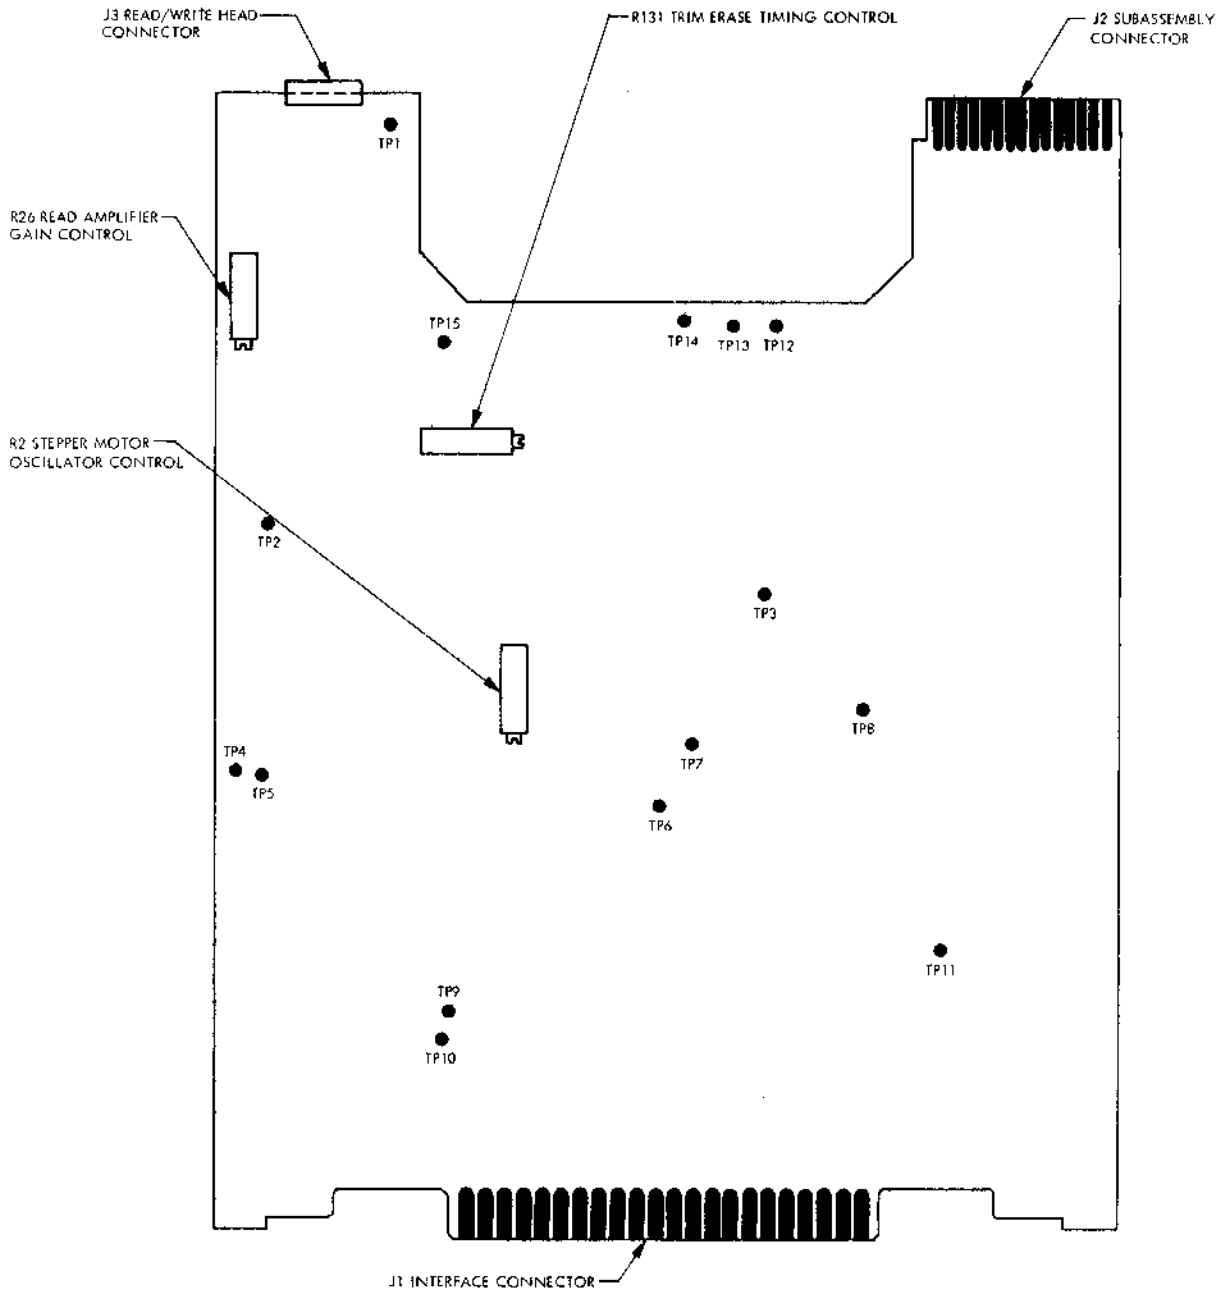 J3 READ/WRITE HEAD
CONNECTOR
R131 TRIM ERASE TIMING CONTROL
J2 SUBASSEMBLY
CONNECTOR
TP1
R26 READ AMPLIFIER
GAIN CONTROL
TP15
TP14
TP13
TP12
R2 STEPPER MOTOR
OSCILLATOR CONTROL
TP2
TP3
TP8
TP7
TP4
TP5
TP6
TP11
TP9
TP10
J1 INTERFACE CONNECTOR